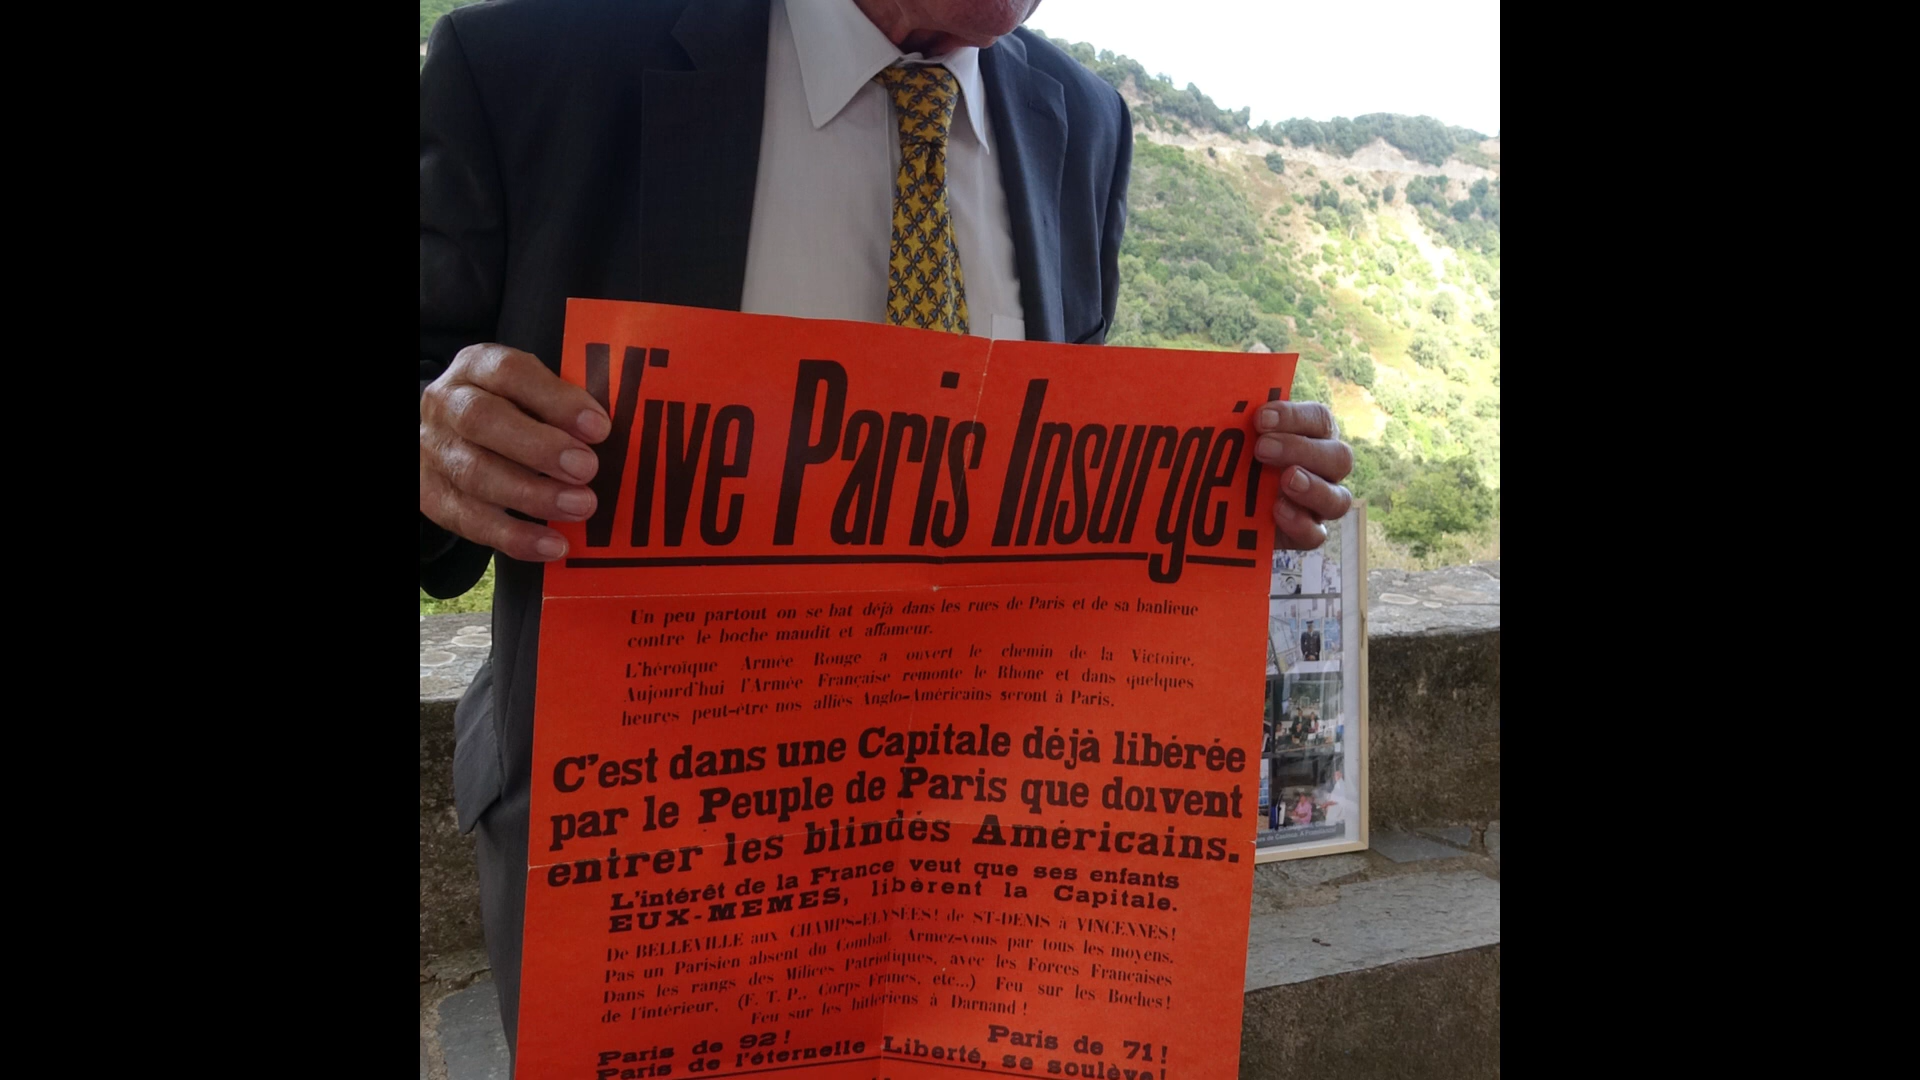 Vive Paris Insurgé!
Un peu partout on se bat déjà dans les rues de Paris et de sa banlieue
contre le boche maudit et affameur.
L'héroïque Armée Rouge a ouvert le chemin de la Victoire.
Aujourd'hui l'Armée Française remonte le Rhône et dans quelques
heures peut-être nos alliés Anglo-Américains seront à Paris.
C'est dans une Capitale déjà libérée
par le Peuple de Paris que doivent
entrer les blindés Américains.
L'intérêt de la France veut que ses enfants
EUX-MEMES, libèrent la Capitale.
De BELLEVILLE aux CHAMPS-ELYSÉES! de ST-DENIS à VINCENNES!
Pas un Parisien absent du Combat. Armez-vous par tous les moyens.
Dans les rangs des Milices Patriotiques, avec les Forces Françaises
de l'intérieur. (F. T. P., Corps Francs, etc...) Feu sur les Boches!
Feu sur les hitlériens à Darnand!
Paris de 92! Paris de 71!
Paris de l'éternelle Liberté, se soulève!